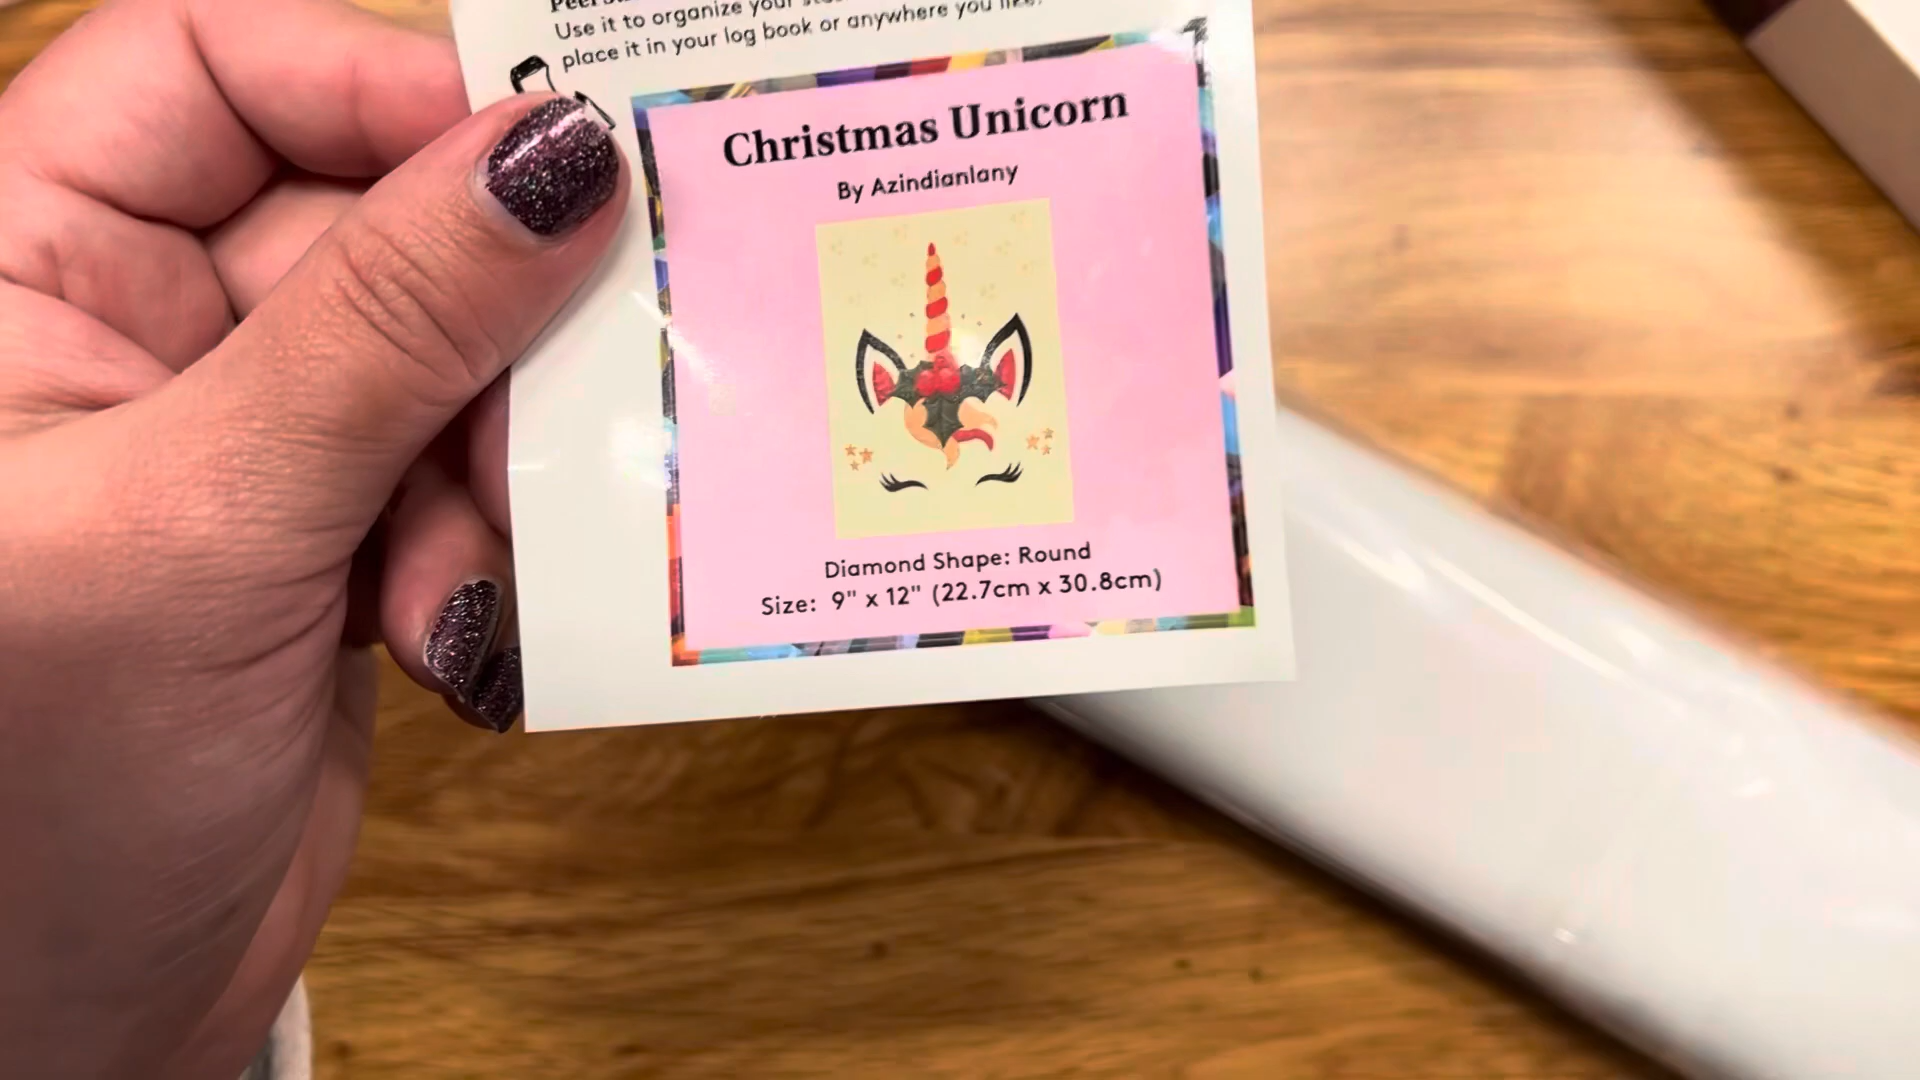 Use it to organize your
place it in your log book or anywhere you like.
Christmas Unicorn
By Azindianlany
Diamond Shape: Round
Size: 9" x 12" (22.7cm x 30.8cm)